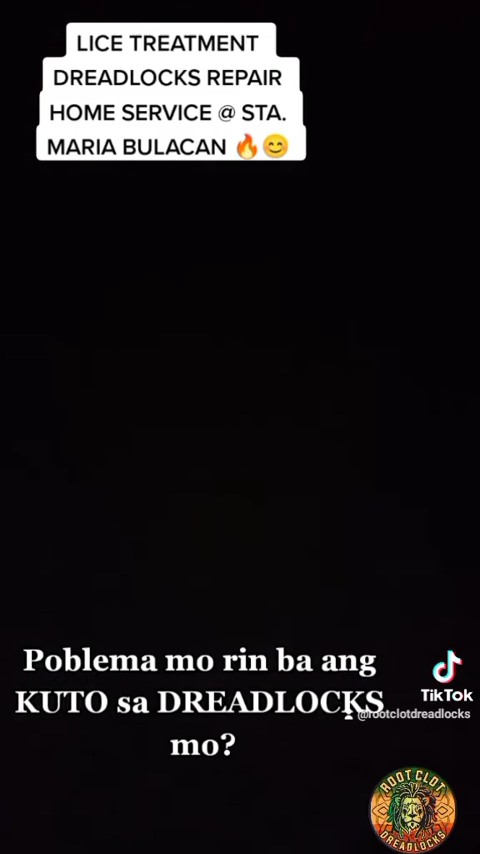 LICE TREATMENT
DREADLOCKS REPAIR
HOME SERVICE @ STA.
MARIA BULACAN 🔥😊
Poblema mo rin ba ang
KUTO sa DREADLOCKS
mo?
TikTok
@rootclotdreadlocks
ROOT CLOT
DREADLOCKS